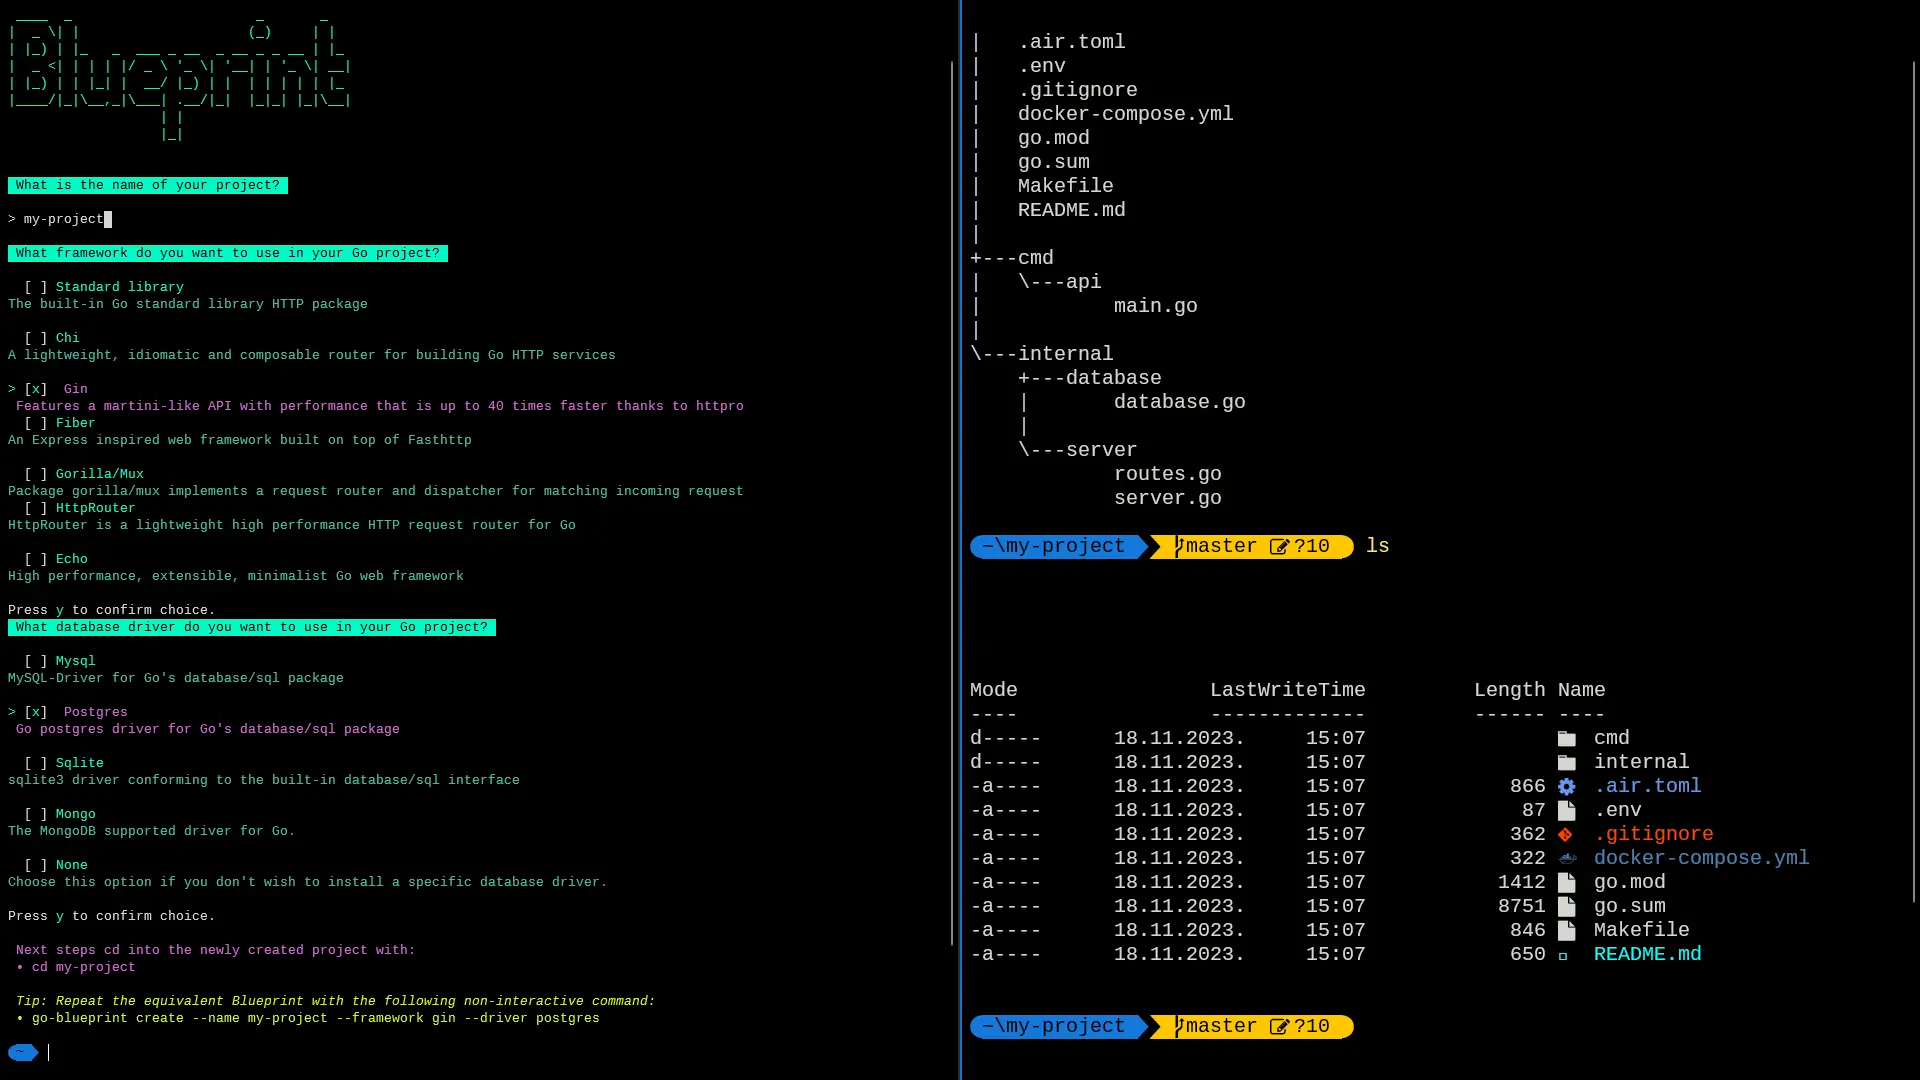 Blueprint
What is the name of your project?
> my-project
What framework do you want to use in your Go project?
[ ] Standard library
The built-in Go standard library HTTP package
[ ] Chi
A lightweight, idiomatic and composable router for building Go HTTP services
> [x]  Gin
Features a martini-like API with performance that is up to 40 times faster thanks to httpro
[ ] Fiber
An Express inspired web framework built on top of Fasthttp
[ ] Gorilla/Mux
Package gorilla/mux implements a request router and dispatcher for matching incoming request
[ ] HttpRouter
HttpRouter is a lightweight high performance HTTP request router for Go
[ ] Echo
High performance, extensible, minimalist Go web framework
Press y to confirm choice.
What database driver do you want to use in your Go project?
[ ] Mysql
MySQL-Driver for Go's database/sql package
> [x]  Postgres
Go postgres driver for Go's database/sql package
[ ] Sqlite
sqlite3 driver conforming to the built-in database/sql interface
[ ] Mongo
The MongoDB supported driver for Go.
[ ] None
Choose this option if you don't wish to install a specific database driver.
Press y to confirm choice.
Next steps cd into the newly created project with:
• cd my-project
Tip: Repeat the equivalent Blueprint with the following non-interactive command:
• go-blueprint create --name my-project --framework gin --driver postgres
~
|   .air.toml
|   .env
|   .gitignore
|   docker-compose.yml
|   go.mod
|   go.sum
|   Makefile
|   README.md
|
+---cmd
|   \---api
|           main.go
|
\---internal
    +---database
    |       database.go
    |
    \---server
            routes.go
            server.go
~\my-project master ?10 ls
Mode                LastWriteTime         Length Name
----                -------------         ------ ----
d-----      18.11.2023.     15:07                cmd
d-----      18.11.2023.     15:07                internal
-a----      18.11.2023.     15:07            866 .air.toml
-a----      18.11.2023.     15:07             87 .env
-a----      18.11.2023.     15:07            362 .gitignore
-a----      18.11.2023.     15:07            322 docker-compose.yml
-a----      18.11.2023.     15:07           1412 go.mod
-a----      18.11.2023.     15:07           8751 go.sum
-a----      18.11.2023.     15:07            846 Makefile
-a----      18.11.2023.     15:07            650 README.md
~\my-project master ?10